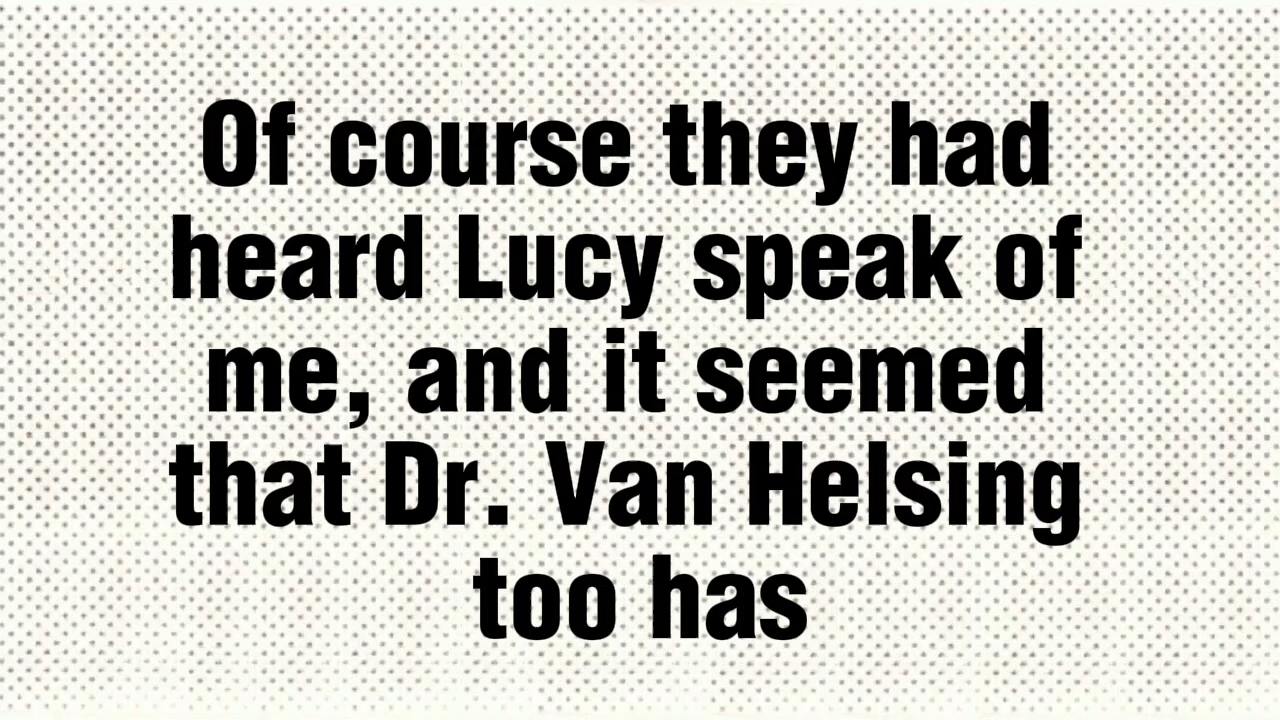 Of course they had
heard Lucy speak of
me, and it seemed
that Dr. Van Helsing
too has